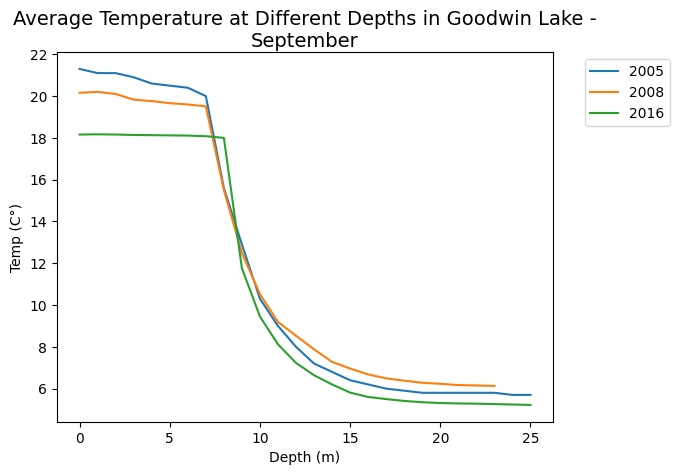 Average Temperature at Different Depths in Goodwin Lake -
September
22
20
18
16
14
12
10
8
6
Temp (C°)
0 5 10 15 20 25
Depth (m)
2005
2008
2016